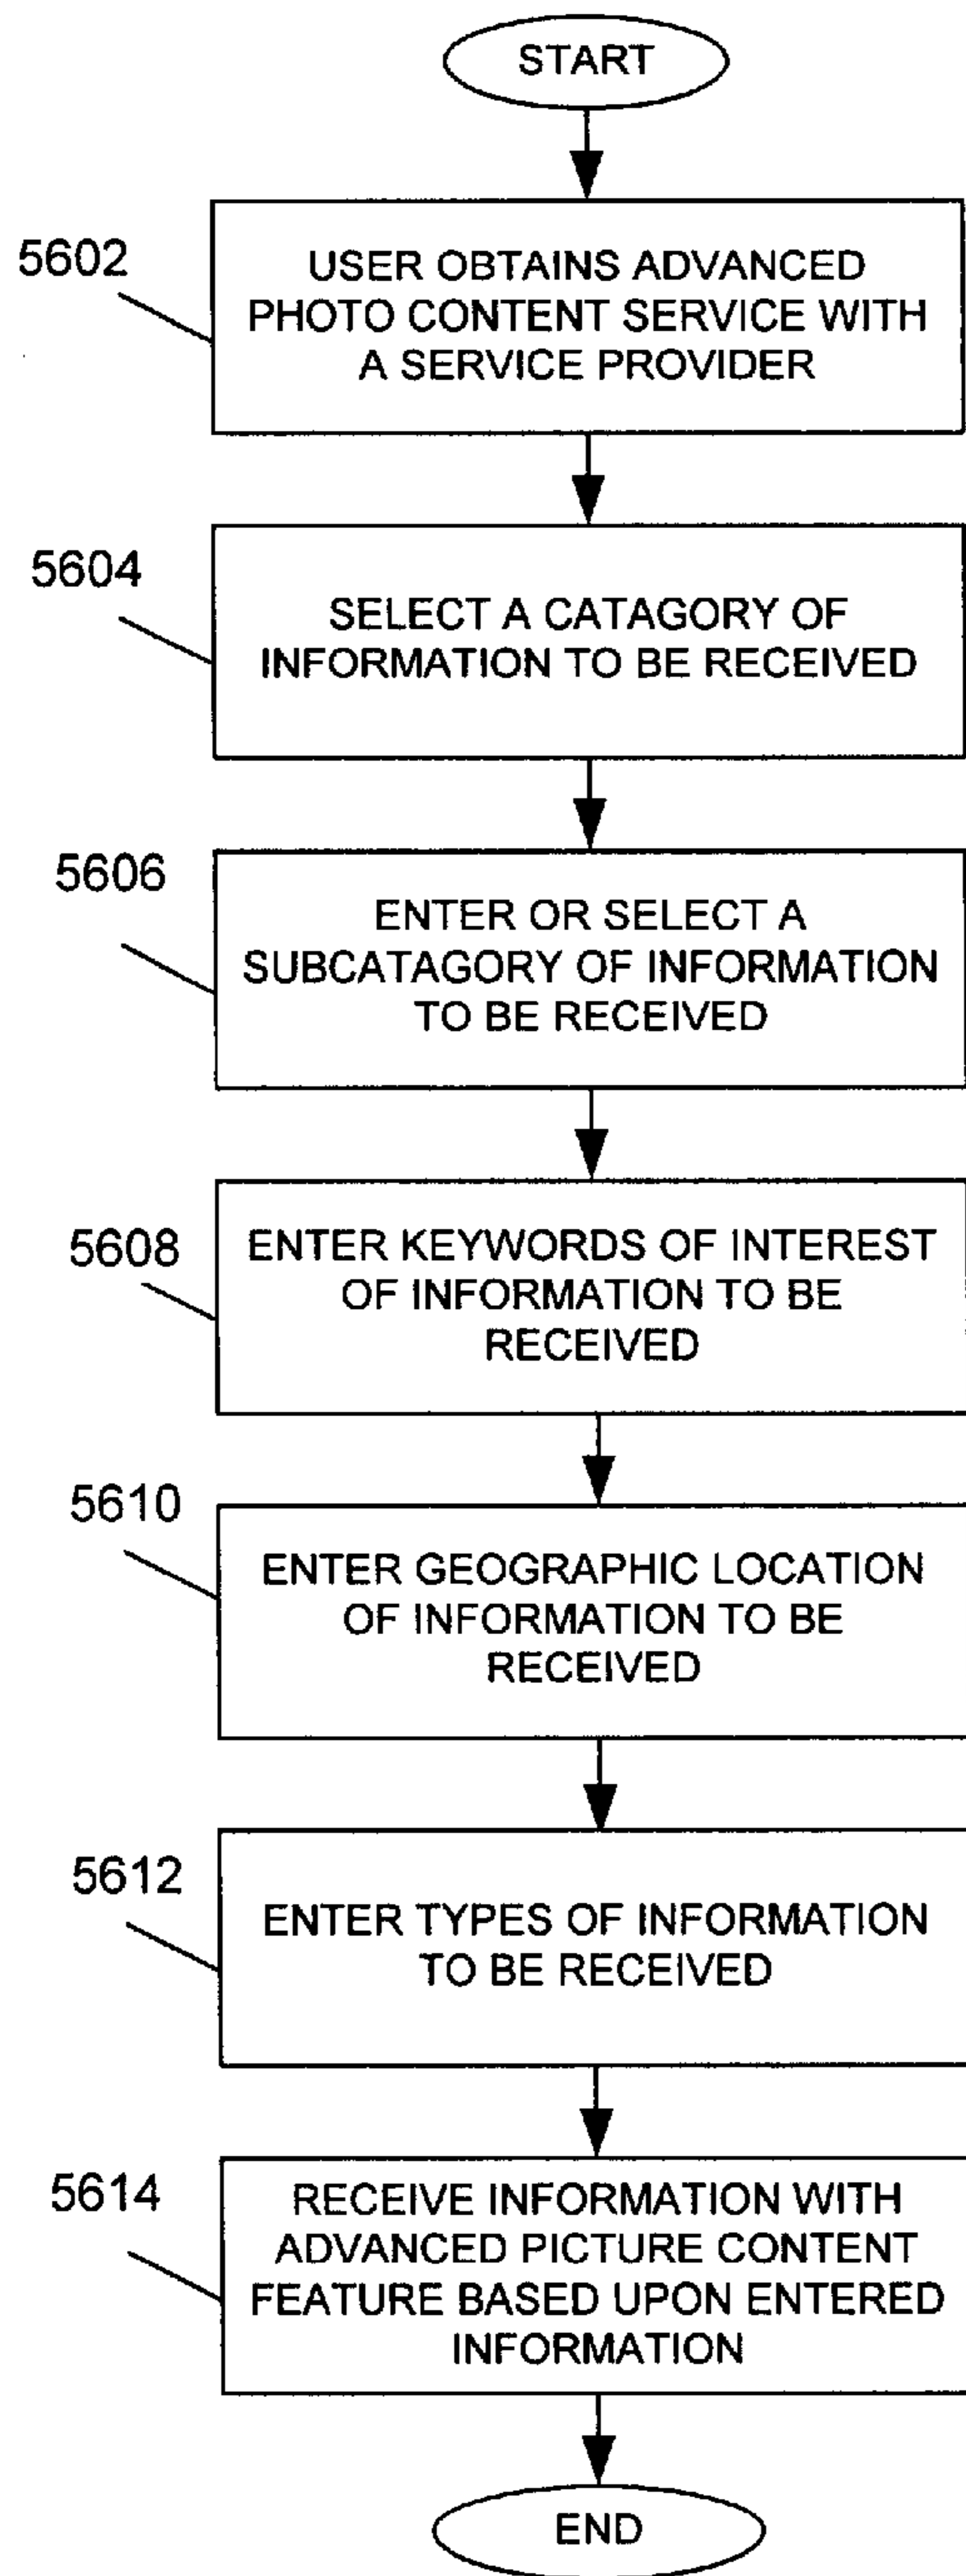 START
5602
USER OBTAINS ADVANCED
PHOTO CONTENT SERVICE WITH
A SERVICE PROVIDER
5604
SELECT A CATAGORY OF
INFORMATION TO BE RECEIVED
5606
ENTER OR SELECT A
SUBCATAGORY OF INFORMATION
TO BE RECEIVED
5608
ENTER KEYWORDS OF INTEREST
OF INFORMATION TO BE
RECEIVED
5610
ENTER GEOGRAPHIC LOCATION
OF INFORMATION TO BE
RECEIVED
5612
ENTER TYPES OF INFORMATION
TO BE RECEIVED
5614
RECEIVE INFORMATION WITH
ADVANCED PICTURE CONTENT
FEATURE BASED UPON ENTERED
INFORMATION
END